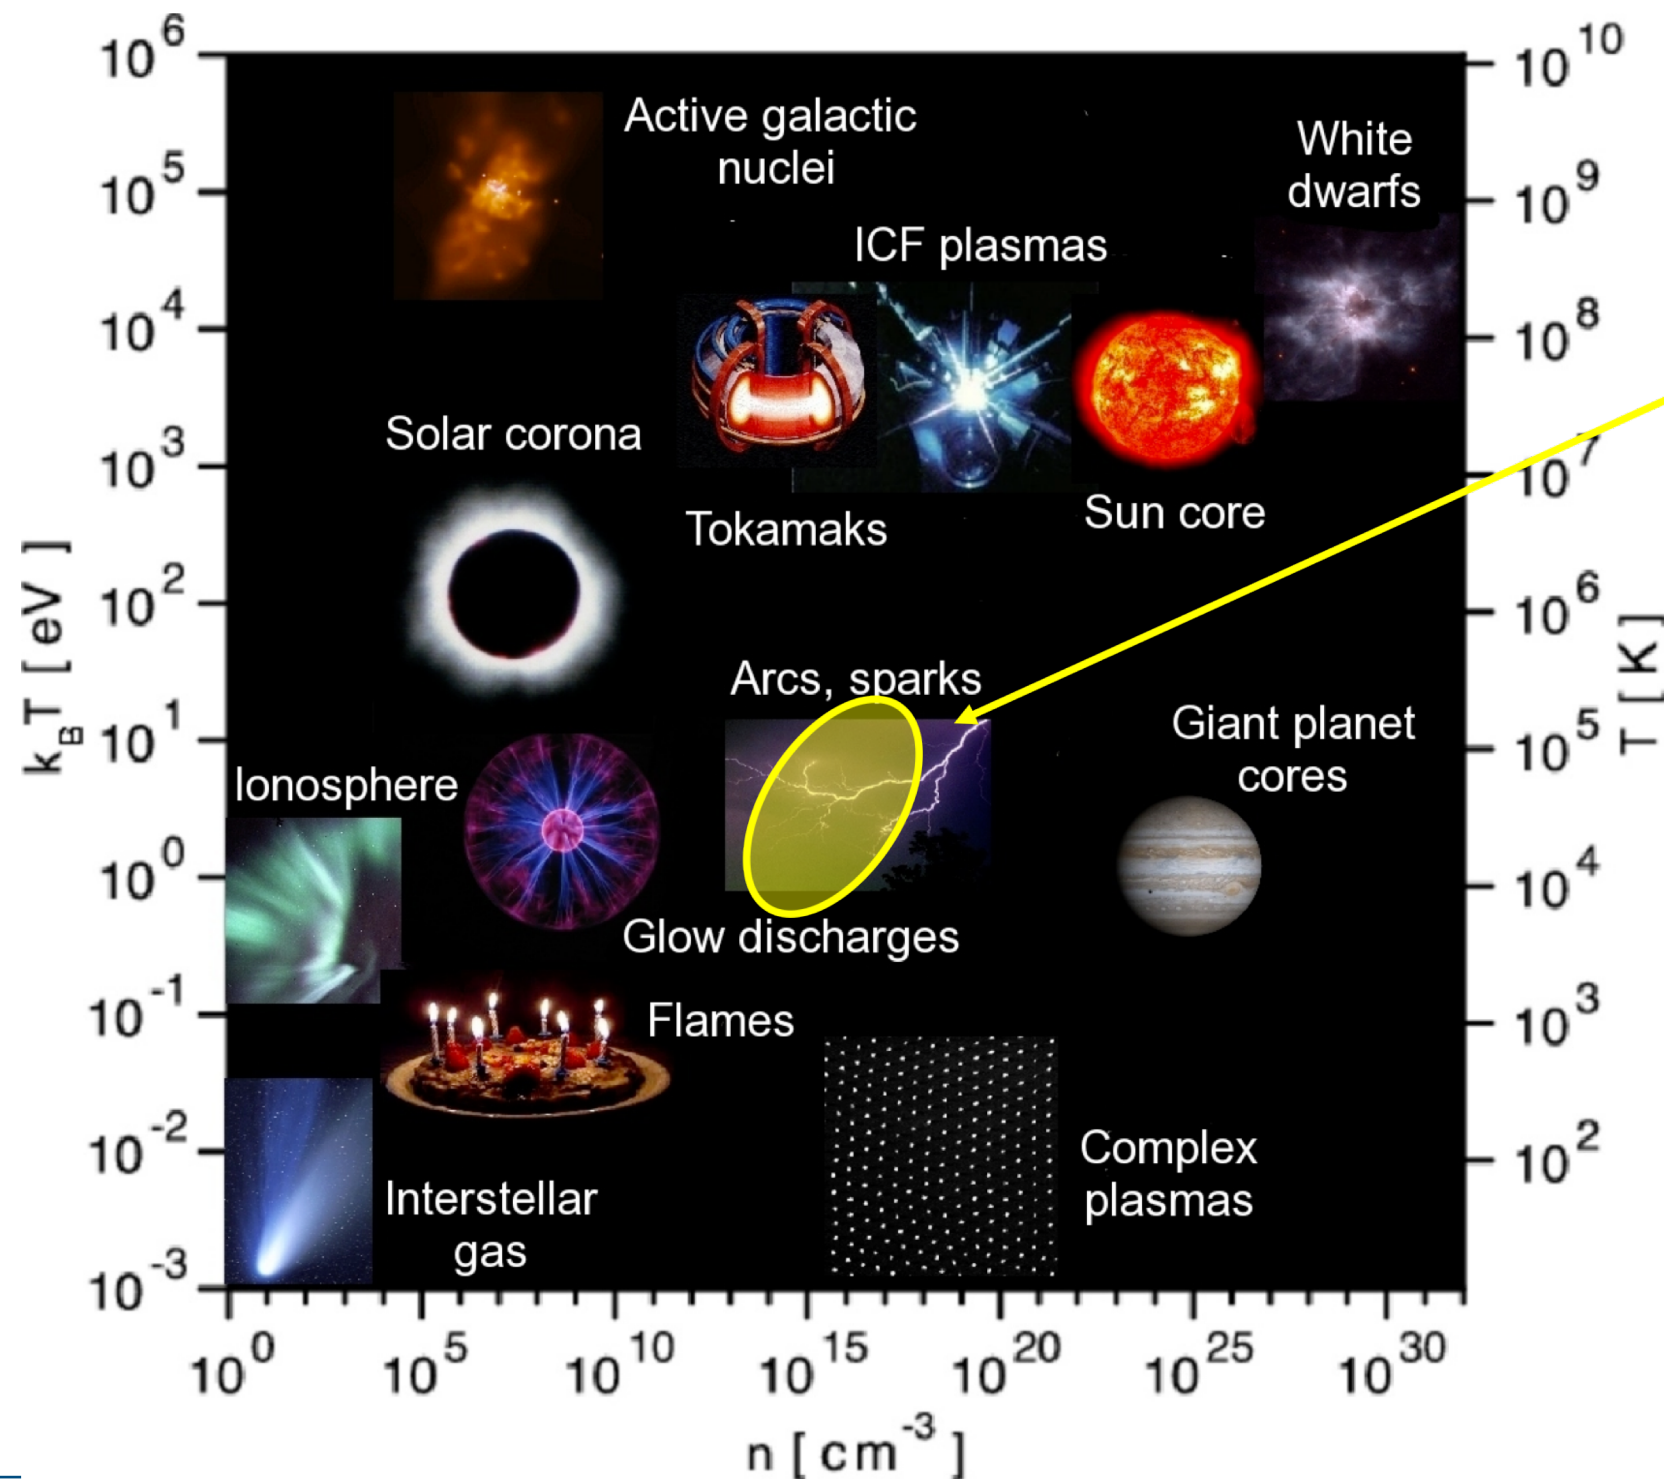 10^6
10^5
10^4
10^3
10^2
10^1
10^0
10^-1
10^-2
10^-3
k_B T [ eV ]
Active galactic
nuclei
White
dwarfs
ICF plasmas
Solar corona
Tokamaks
Sun core
Arcs, sparks
Giant planet
cores
Ionosphere
Glow discharges
Flames
Complex
plasmas
Interstellar
gas
10^10
10^9
10^8
10^7
10^6
10^5
10^4
10^3
10^2
T [ K ]
10^0 10^5 10^10 10^15 10^20 10^25 10^30
n [ cm^-3 ]